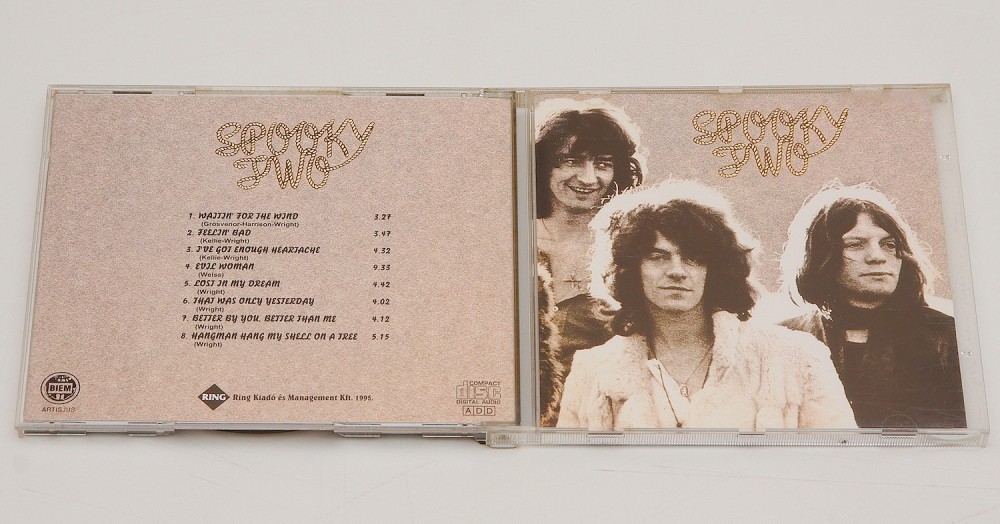 SPOOKY
TWO
1. WAITIN' FOR THE WIND 3.27
(Grosvenor-Harrison-Wright)
2. FEELIN' BAD 3.47
(Kellie-Wright)
3. I'VE GOT ENOUGH HEARTACHE 4.32
(Kellie-Wright)
4. EVIL WOMAN 9.33
(Weise)
5. LOST IN MY DREAM 4.42
(Wright)
6. THAT WAS ONLY YESTERDAY 4.02
(Wright)
7. BETTER BY YOU, BETTER THAN ME 4.12
(Wright)
8. HANGMAN HANG MY SHELL ON A TREE 5.15
(Wright)
BIEM
ARTISJUS
RING
Ring Kiadó és Management Kft. 1995.
COMPACT
disc
DIGITAL AUDIO
ADD
SPOOKY
TWO